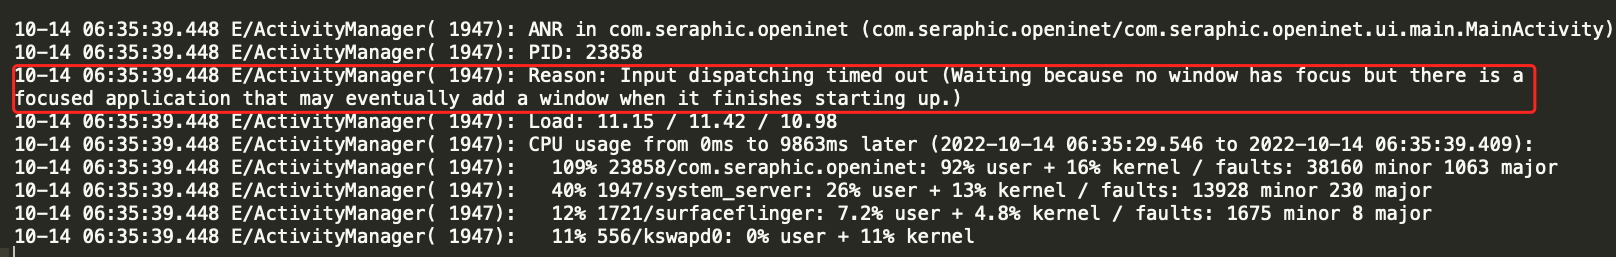 10-14 06:35:39.448 E/ActivityManager( 1947): ANR in com.seraphic.openinet (com.seraphic.openinet/com.seraphic.openinet.ui.main.MainActivity)
10-14 06:35:39.448 E/ActivityManager( 1947): PID: 23858
10-14 06:35:39.448 E/ActivityManager( 1947): Reason: Input dispatching timed out (Waiting because no window has focus but there is a
focused application that may eventually add a window when it finishes starting up.)
10-14 06:35:39.448 E/ActivityManager( 1947): Load: 11.15 / 11.42 / 10.98
10-14 06:35:39.448 E/ActivityManager( 1947): CPU usage from 0ms to 9863ms later (2022-10-14 06:35:29.546 to 2022-10-14 06:35:39.409):
10-14 06:35:39.448 E/ActivityManager( 1947):   109% 23858/com.seraphic.openinet: 92% user + 16% kernel / faults: 38160 minor 1063 major
10-14 06:35:39.448 E/ActivityManager( 1947):   40% 1947/system_server: 26% user + 13% kernel / faults: 13928 minor 230 major
10-14 06:35:39.448 E/ActivityManager( 1947):   12% 1721/surfaceflinger: 7.2% user + 4.8% kernel / faults: 1675 minor 8 major
10-14 06:35:39.448 E/ActivityManager( 1947):   11% 556/kswapd0: 0% user + 11% kernel